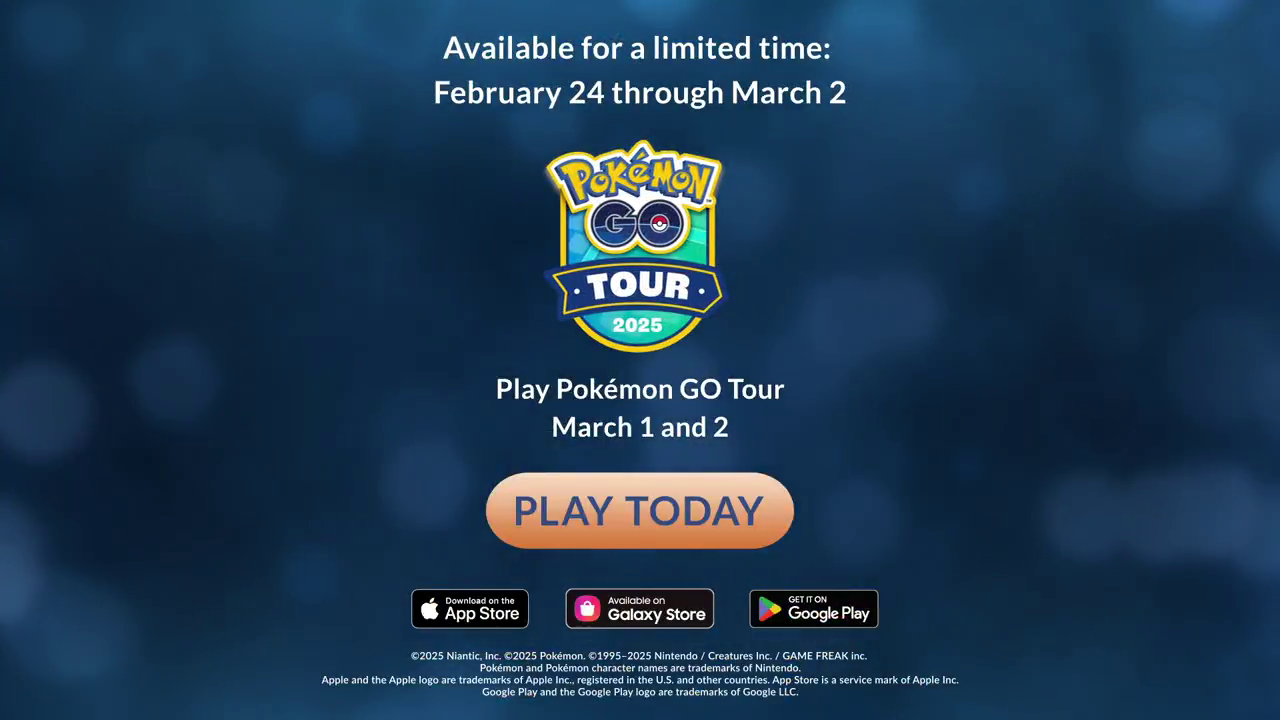 Available for a limited time:
February 24 through March 2
POKéMON
GO
TOUR
2025
Play Pokémon GO Tour
March 1 and 2
PLAY TODAY
Download on the
App Store
Available on
Galaxy Store
GET IT ON
Google Play
©2025 Niantic, Inc. ©2025 Pokémon. ©1995–2025 Nintendo / Creatures Inc. / GAME FREAK inc.
Pokémon and Pokémon character names are trademarks of Nintendo.
Apple and the Apple logo are trademarks of Apple Inc., registered in the U.S. and other countries. App Store is a service mark of Apple Inc.
Google Play and the Google Play logo are trademarks of Google LLC.